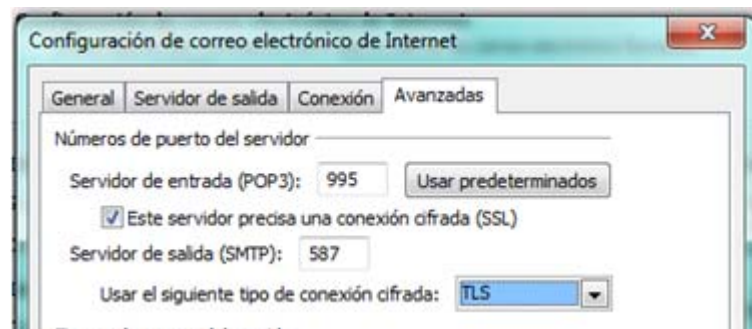 Configuración de correo electrónico de Internet
General Servidor de salida Conexión Avanzadas
Números de puerto del servidor
Servidor de entrada (POP3): 995 Usar predeterminados
Este servidor precisa una conexión cifrada (SSL)
Servidor de salida (SMTP): 587
Usar el siguiente tipo de conexión cifrada: TLS